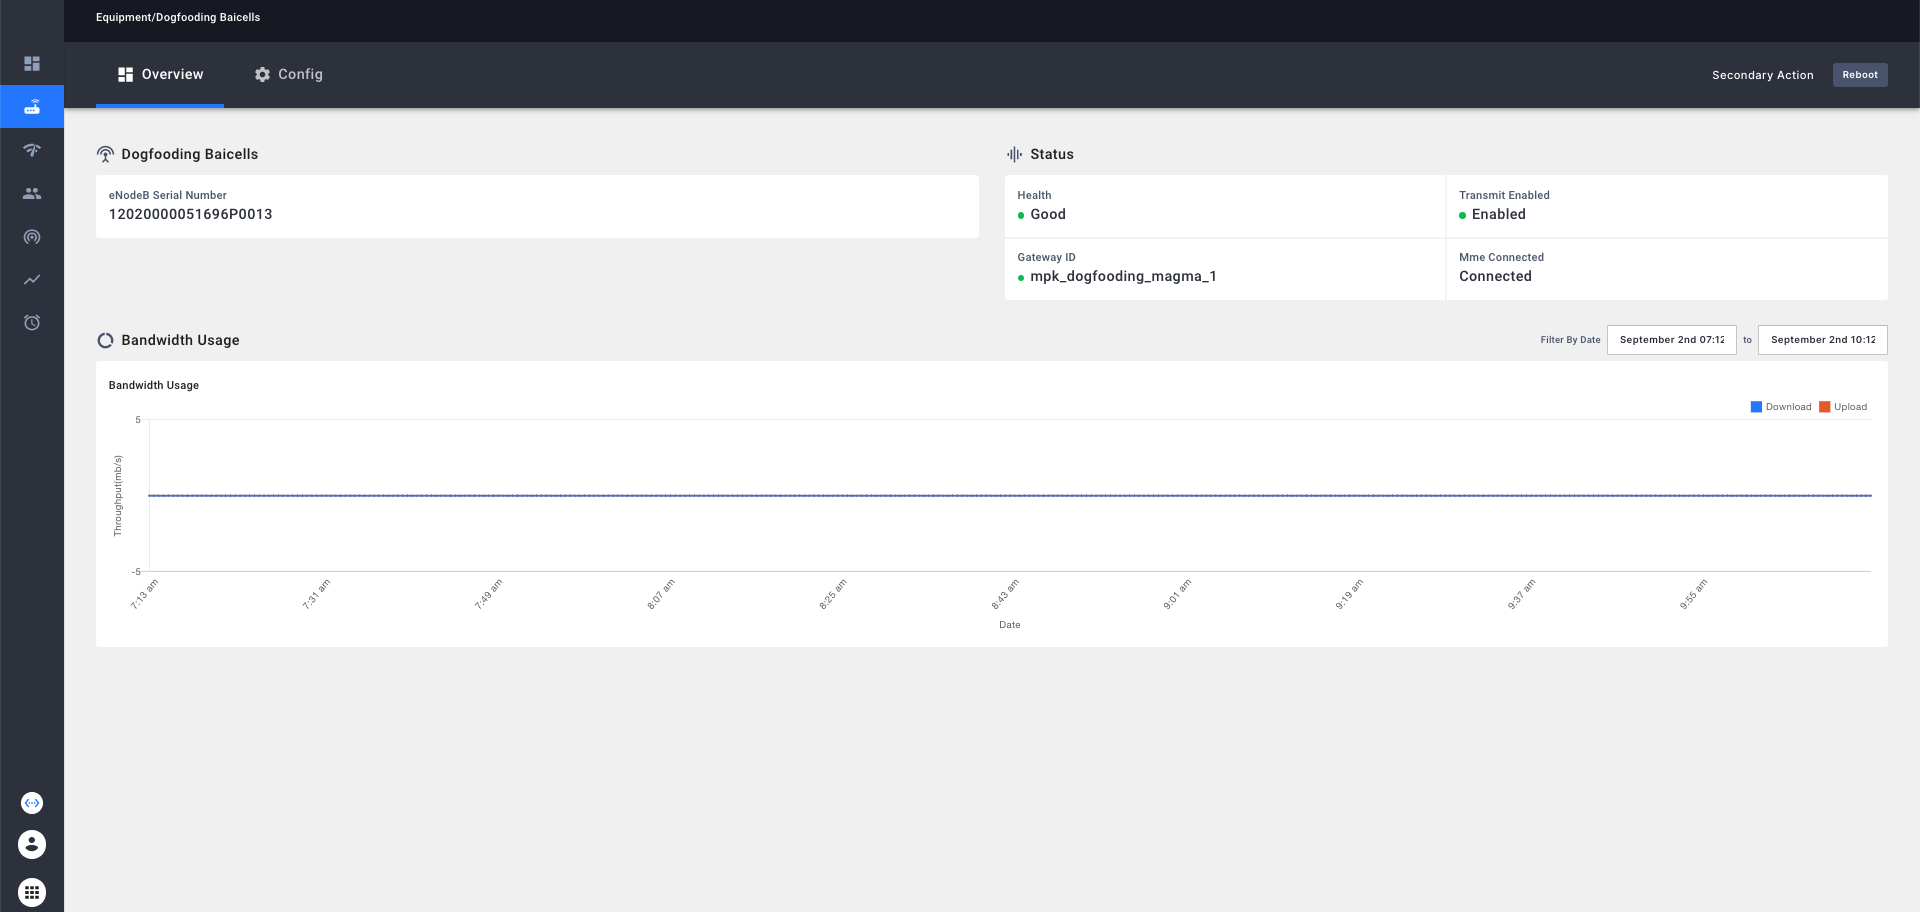 Equipment/Dogfooding Baicells
Overview
Config
Secondary Action
Reboot
Dogfooding Baicells
eNodeB Serial Number
12020000051696P0013
Status
Health
Good
Transmit Enabled
Enabled
Gateway ID
mpk_dogfooding_magma_1
Mme Connected
Connected
Bandwidth Usage
Filter By Date
September 2nd 07:12
to
September 2nd 10:12
Bandwidth Usage
Download
Upload
5
Throughput(mb/s)
-5
7:13 am
7:31 am
7:49 am
8:07 am
8:25 am
8:43 am
9:01 am
9:19 am
9:37 am
9:55 am
Date